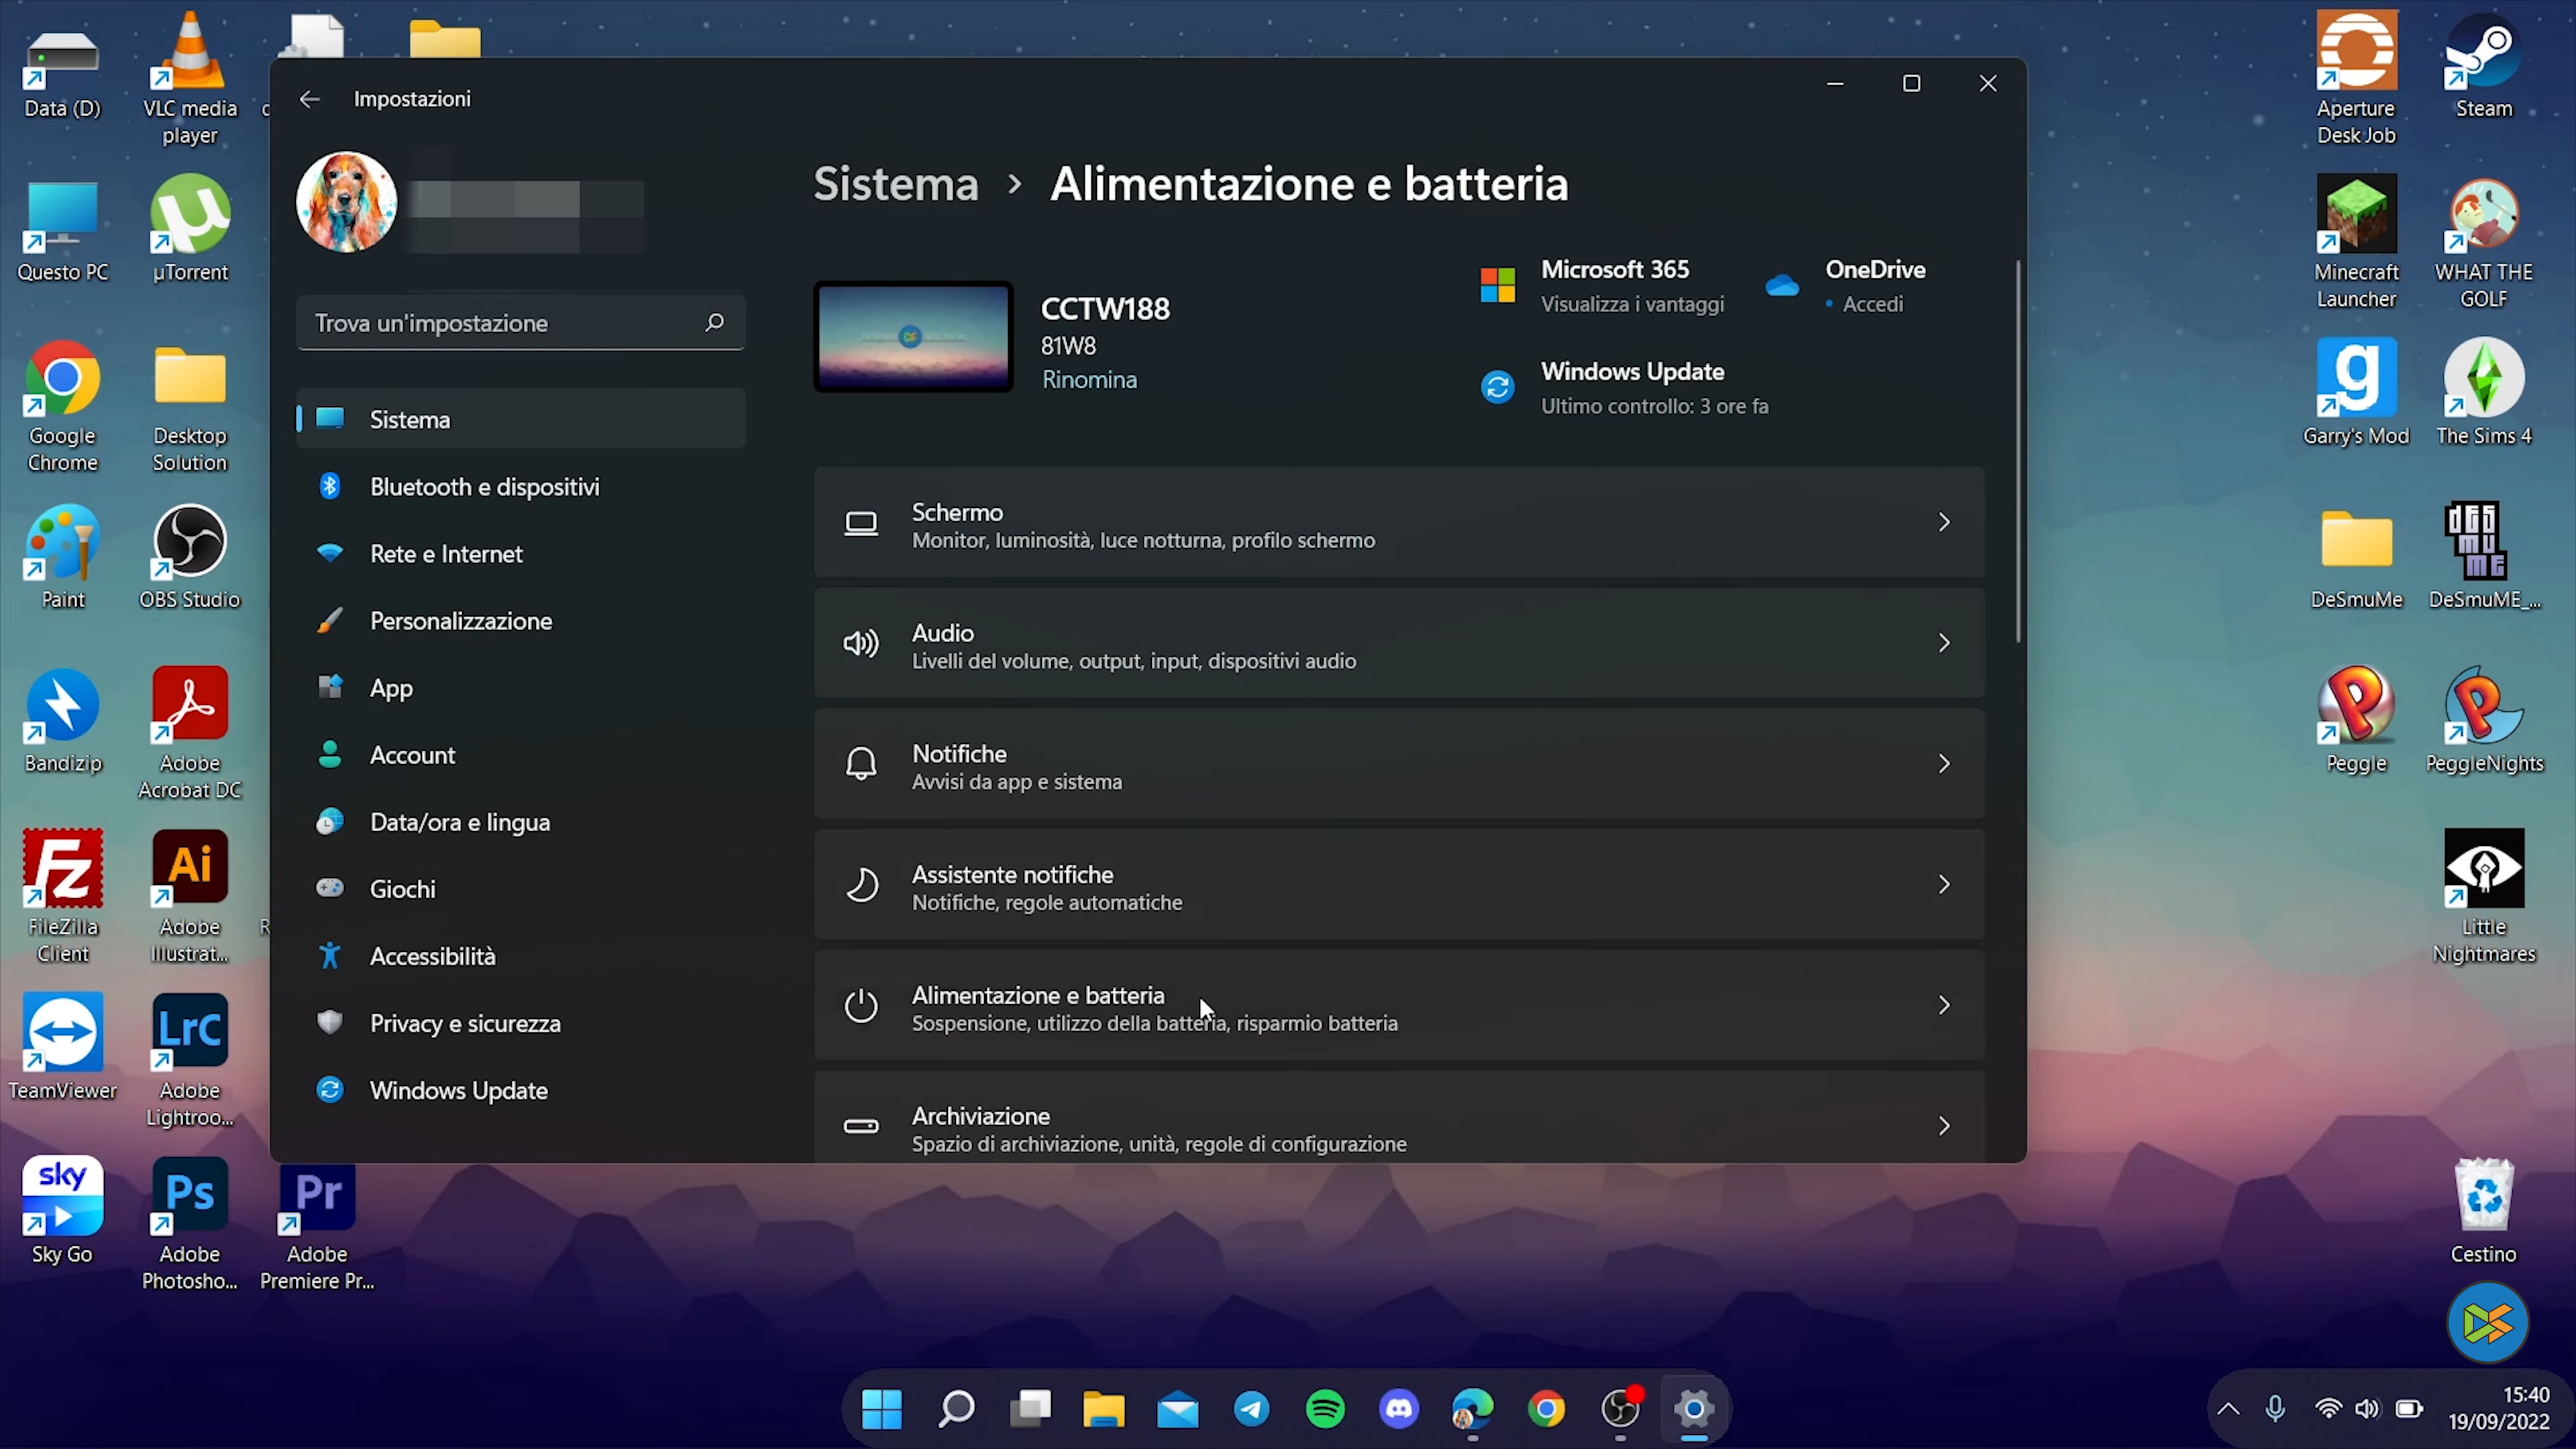 Data (D)
VLC media
player
Questo PC
µTorrent
Google
Chrome
Desktop
Solution
Paint
OBS Studio
Bandizip
Adobe
Acrobat DC
FileZilla
Client
Ai
Adobe
Illustrat...
TeamViewer
LrC
Adobe
Lightroo...
sky
Sky Go
Ps
Adobe
Photosho...
Pr
Adobe
Premiere Pr...
Impostazioni
Trova un'impostazione
Sistema
Bluetooth e dispositivi
Rete e Internet
Personalizzazione
App
Account
Data/ora e lingua
Giochi
Accessibilità
Privacy e sicurezza
Windows Update
Sistema > Alimentazione e batteria
CCTW188
81W8
Rinomina
Microsoft 365
Visualizza i vantaggi
OneDrive
• Accedi
Windows Update
Ultimo controllo: 3 ore fa
Schermo
Monitor, luminosità, luce notturna, profilo schermo
Audio
Livelli del volume, output, input, dispositivi audio
Notifiche
Avvisi da app e sistema
Assistente notifiche
Notifiche, regole automatiche
Alimentazione e batteria
Sospensione, utilizzo della batteria, risparmio batteria
Archiviazione
Spazio di archiviazione, unità, regole di configurazione
Aperture
Desk Job
Steam
Minecraft
Launcher
WHAT THE
GOLF
Garry's Mod
The Sims 4
DeSmuMe
DeSmuME_...
Peggle
PeggleNights
Little
Nightmares
Cestino
15:40
19/09/2022